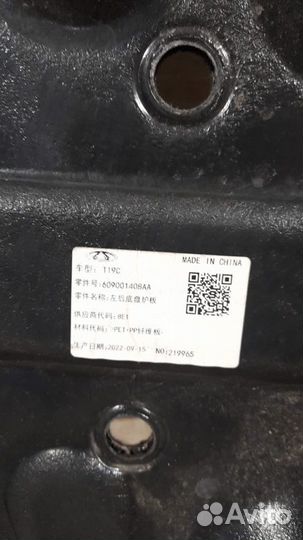 MADE IN CHINA
车型: T19C
零件号:609001408AA
零件名称:左后底盘护板
供应商代码:8E1
材料代码: PET+PP纤维板
生产日期:2022-09-15 NO:219965
Avito